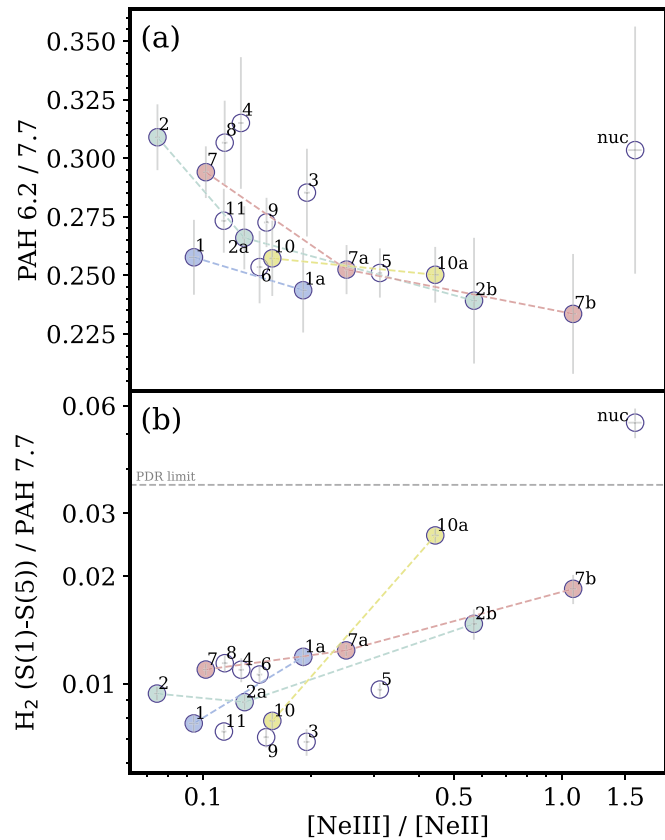 (a)
0.350
0.325
0.300
0.275
0.250
0.225
PAH 6.2 / 7.7
2
8
4
7
3
nuc
11
9
2a
10
1
6
1a
7a
5
10a
2b
7b
(b)
0.06
0.03
0.02
0.01
H₂ (S(1)-S(5)) / PAH 7.7
nuc
PDR limit
10a
7b
2b
7
8
4
6
1a
7a
2
2a
5
1
11
10
9
3
0.1
0.5
1.0
1.5
[NeIII] / [NeII]